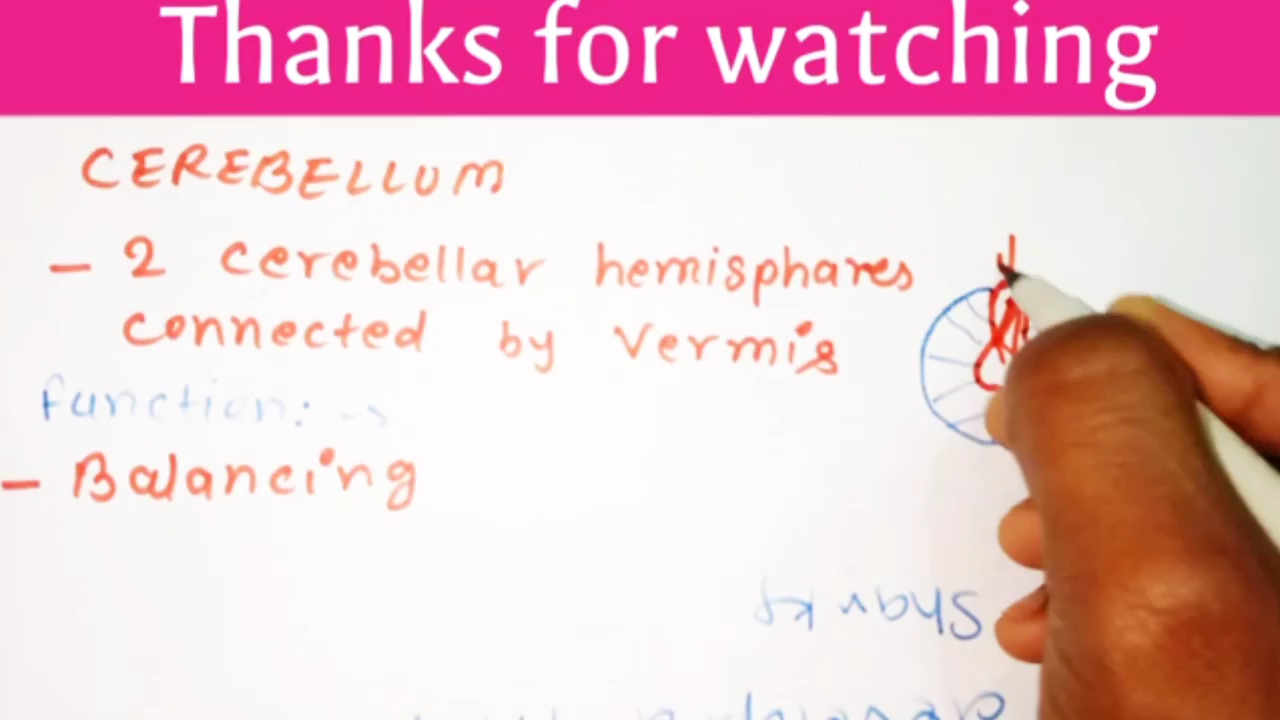 Thanks for watching
CEREBELLUM
- 2 cerebellar hemisphares
connected by vermis
function: →
- Balancing